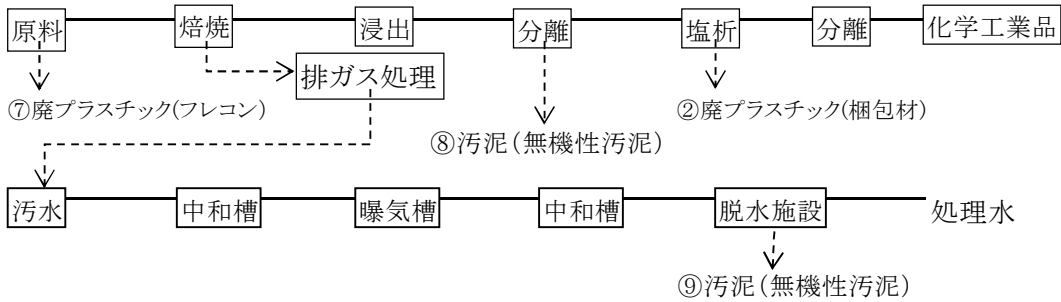 原料 焙焼 浸出 分離 塩析 分離 化学工業品
排ガス処理
⑦廃プラスチック(フレコン) ②廃プラスチック(梱包材)
⑧汚泥(無機性汚泥)
汚水 中和槽 曝気槽 中和槽 脱水施設 処理水
⑨汚泥(無機性汚泥)